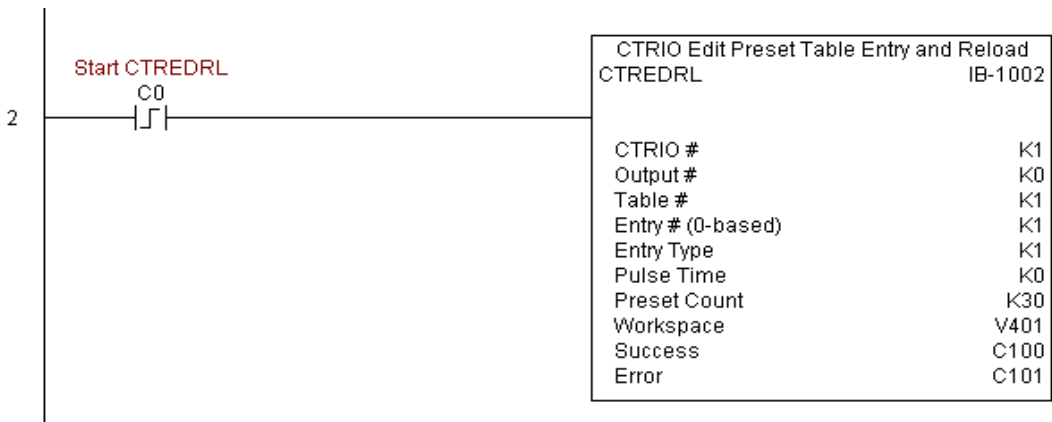 CTRIO Edit Preset Table Entry and Reload
CTREDRL IB-1002
Start CTREDRL
C0
2
CTRIO # K1
Output # K0
Table # K1
Entry # (0-based) K1
Entry Type K1
Pulse Time K0
Preset Count K30
Workspace V401
Success C100
Error C101